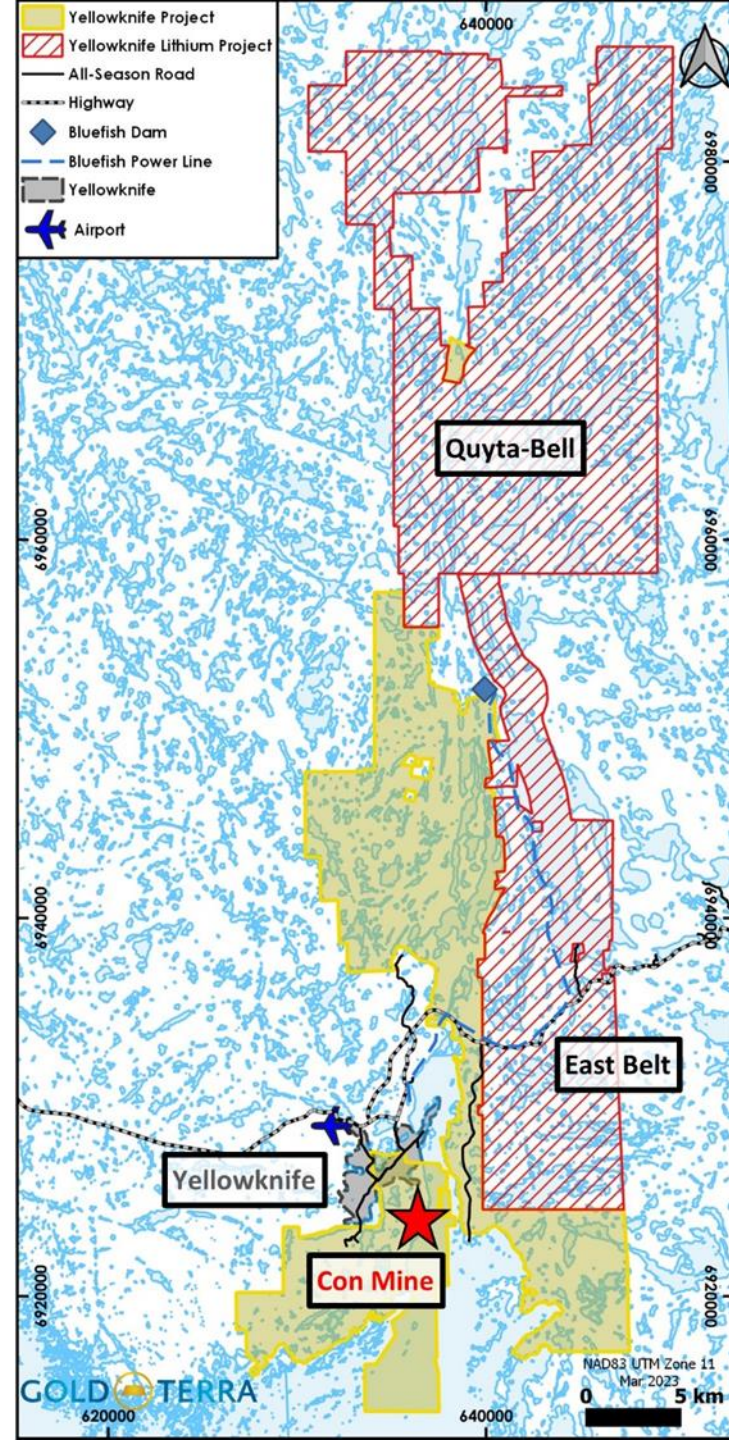 Yellowknife Project
Yellowknife Lithium Project
All-Season Road
Highway
Bluefish Dam
Bluefish Power Line
Yellowknife
Airport
640000
6980000
Quyta-Bell
6960000
6960000
6940000
6940000
East Belt
Yellowknife
Con Mine
6920000
6920000
NAD83 UTM Zone 11
Mar 2023
GOLD TERRA
0 5 km
620000
640000